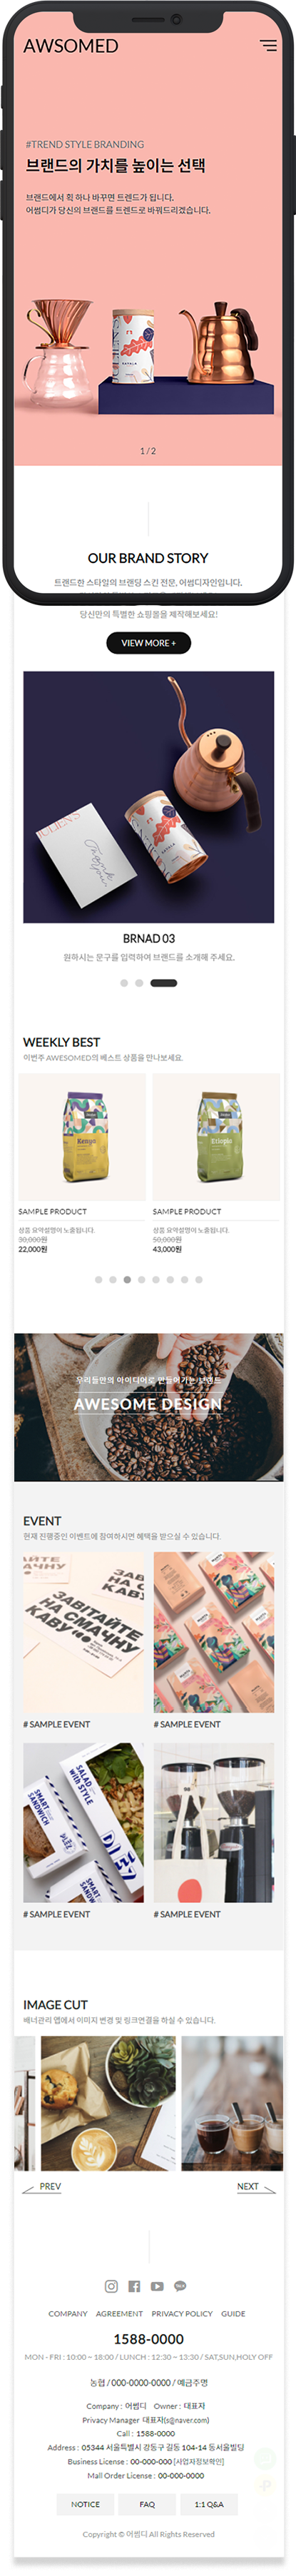 AWSOMED
#TREND STYLE BRANDING
브랜드의 가치를 높이는 선택
브랜드에서 획 하나 바꾸면 트렌드가 됩니다.
어썸디가 당신의 브랜드를 트렌드로 바꿔드리겠습니다.
1 / 2
OUR BRAND STORY
트랜드한 스타일의 브랜딩 스킨 전문, 어썸디자인입니다.
당신만의 특별한 쇼핑몰을 제작해보세요!
VIEW MORE +
BRNAD 03
원하시는 문구를 입력하여 브랜드를 소개해 주세요.
WEEKLY BEST
이번주 AWESOMED의 베스트 상품을 만나보세요.
Kenya
Etiopia
SAMPLE PRODUCT
SAMPLE PRODUCT
상품 요약설명이 노출됩니다.
상품 요약설명이 노출됩니다.
30,000원
50,000원
22,000원
43,000원
우리들만의 아이디어로 만들어가는 브랜드
AWESOME DESIGN
EVENT
현재 진행중인 이벤트에 참여하시면 혜택을 받으실 수 있습니다.
ЗАВІТАЙТЕ
НА СМАЧНУ
КАВУ
# SAMPLE EVENT
# SAMPLE EVENT
SALAD
with STYLE
SMART
SANDWICH
# SAMPLE EVENT
# SAMPLE EVENT
IMAGE CUT
배너관리 앱에서 이미지 변경 및 링크연결을 하실 수 있습니다.
PREV
NEXT
COMPANY AGREEMENT PRIVACY POLICY GUIDE
1588-0000
MON - FRI : 10:00 ~ 18:00 / LUNCH : 12:30 ~ 13:30 / SAT,SUN,HOLY OFF
농협 / 000-0000-0000 / 예금주명
Company : 어썸디 Owner : 대표자
Privacy Manager 대표자(s@naver.com)
Call : 1588-0000
Address : 05344 서울특별시 강동구 길동 104-14 동서울빌딩
Business License : 00-000-000 [사업자정보확인]
Mall Order License : 00-00-0000
NOTICE
FAQ
1:1 Q&A
Copyright © 어썸디 All Rights Reserved